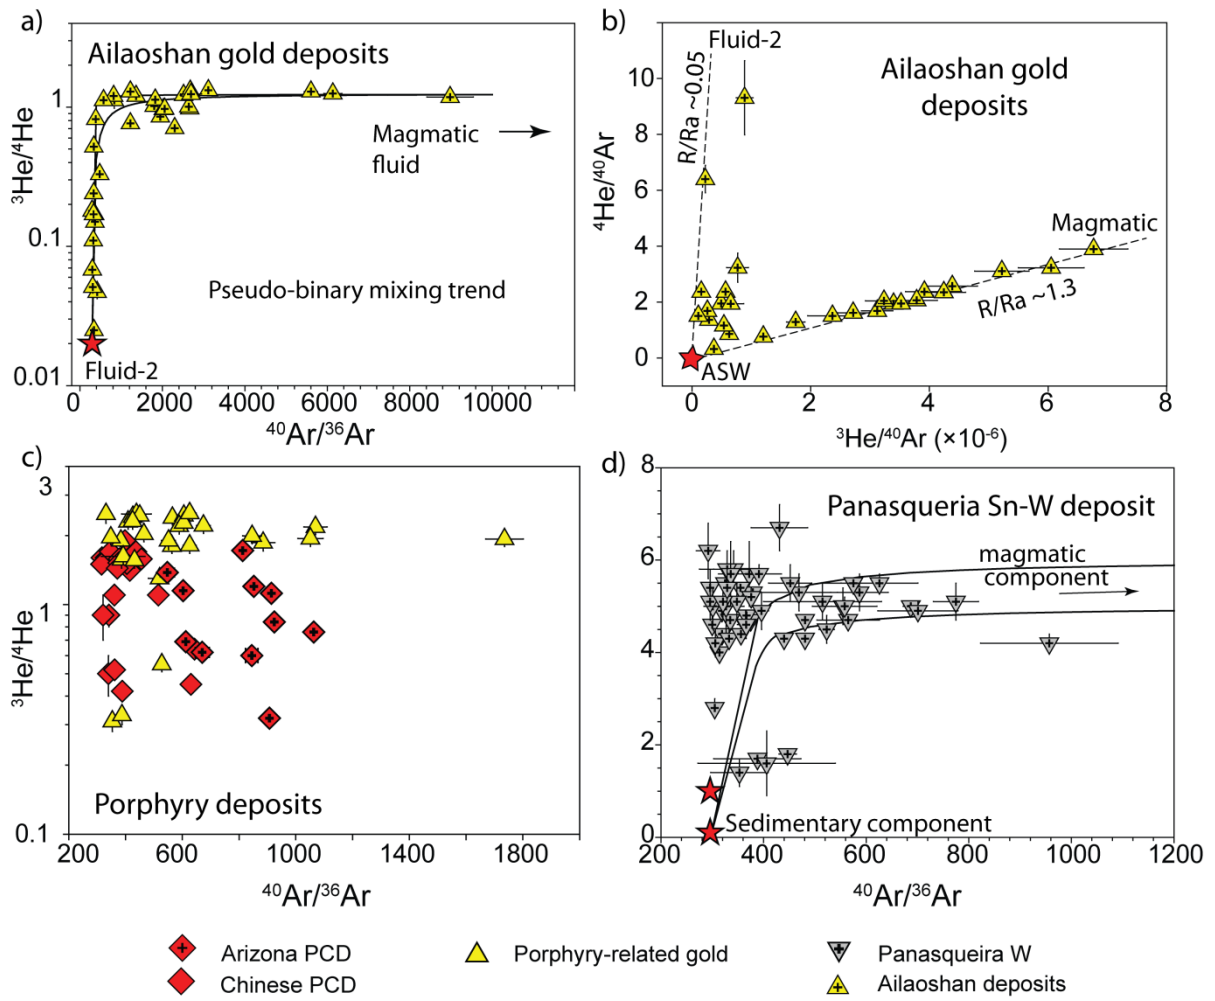 a)
Ailaoshan gold deposits
³He/⁴He
1
0.1
0.01
Magmatic
fluid
Pseudo-binary mixing trend
Fluid-2
0
2000
4000
6000
8000
10000
⁴⁰Ar/³⁶Ar
b)
Fluid-2
R/Ra ~0.05
Ailaoshan gold
deposits
⁴He/⁴⁰Ar
10
8
6
4
2
0
Magmatic
R/Ra ~1.3
ASW
0
2
4
6
8
³He/⁴⁰Ar (×10⁻⁶)
c)
3
1
0.1
³He/⁴He
Porphyry deposits
200
600
1000
1400
1800
⁴⁰Ar/³⁶Ar
d)
8
6
4
2
0
Panasqueria Sn-W deposit
magmatic
component
Sedimentary component
200
400
600
800
1000
1200
⁴⁰Ar/³⁶Ar
Arizona PCD
Chinese PCD
Porphyry-related gold
Panasqueira W
Ailaoshan deposits